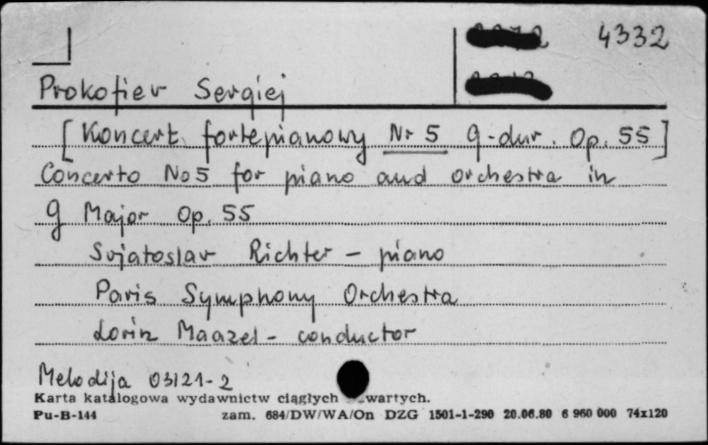 4332
Prokofiev Sergiej
[Koncert fortepianowy Nr 5 g-dur. Op. 55]
Concerto No 5 for piano and orchestra in
g Major Op. 55
Svjatoslav Richter - piano
Paris Symphony Orchestra
Lorin Maazel - conductor
Melodija 03121-2
Karta katalogowa wydawnictw ciągłych
Pu-B-144 zam. 684/DW/WA/On DZG 1501-1-290 20.06.80 6 960 000 74x120